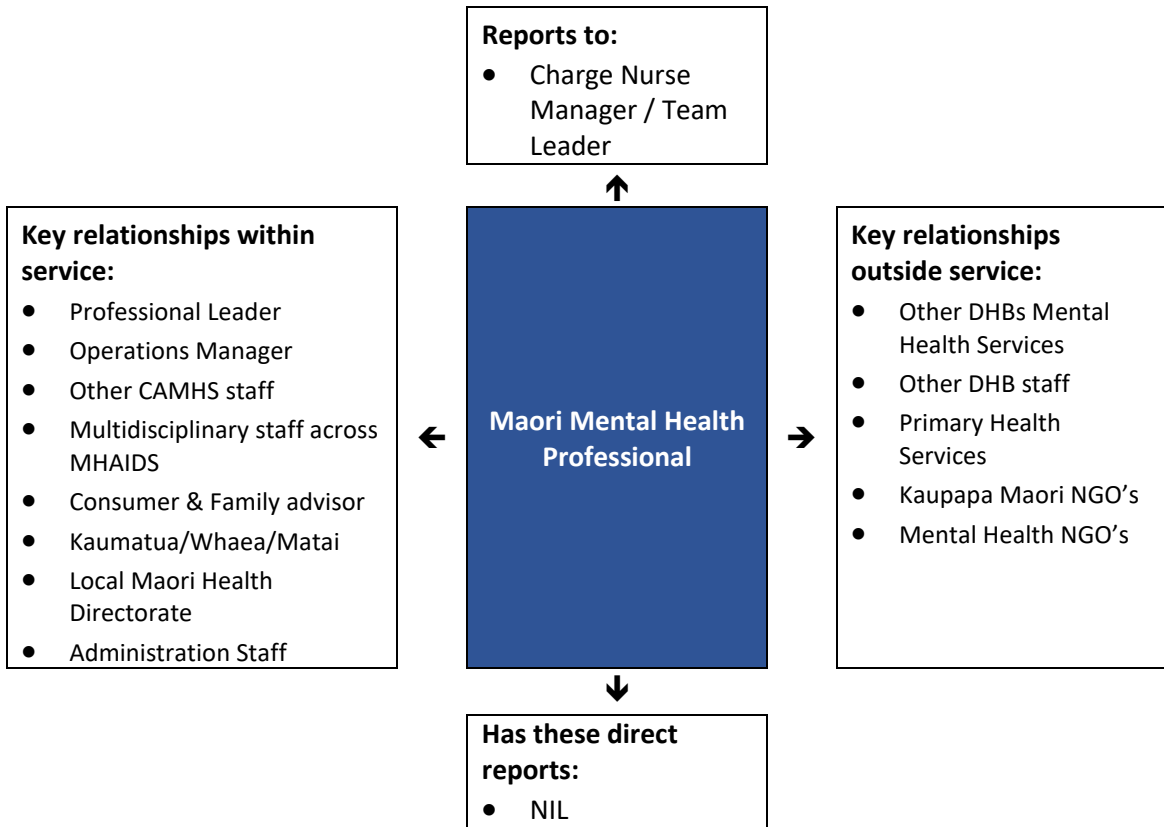 Reports to:
• Charge Nurse
Manager / Team
Leader
Key relationships within
service:
• Professional Leader
• Operations Manager
• Other CAMHS staff
• Multidisciplinary staff across
MHAIDS
• Consumer & Family advisor
• Kaumatua/Whaea/Matai
• Local Maori Health
Directorate
• Administration Staff
Maori Mental Health
Professional
Key relationships
outside service:
• Other DHBs Mental
Health Services
• Other DHB staff
• Primary Health
Services
• Kaupapa Maori NGO’s
• Mental Health NGO’s
Has these direct
reports:
• NIL